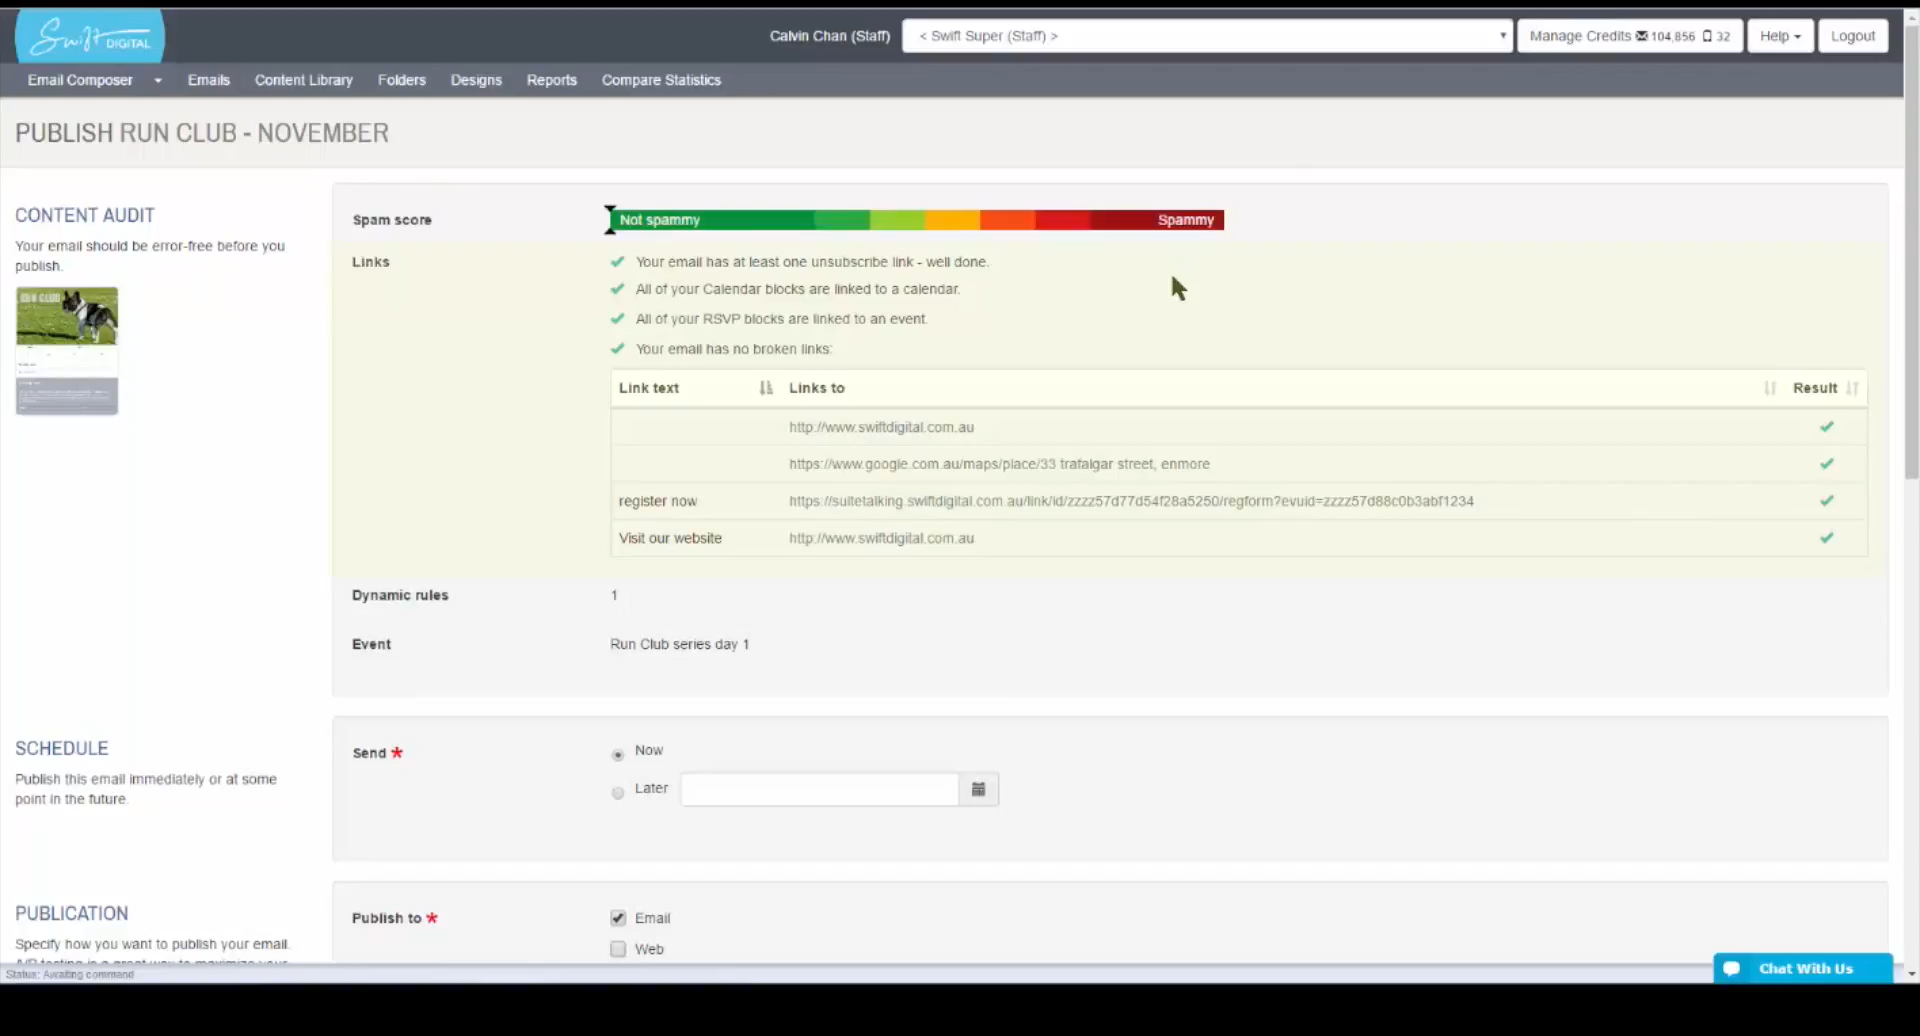 Swift DIGITAL
Calvin Chan (Staff) < Swift Super (Staff) > Manage Credits 104,856 32 Help Logout
Email Composer Emails Content Library Folders Designs Reports Compare Statistics
PUBLISH RUN CLUB - NOVEMBER
CONTENT AUDIT
Your email should be error-free before you
publish.
RUN CLUB
Spam score Not spammy Spammy
Links Your email has at least one unsubscribe link - well done.
All of your Calendar blocks are linked to a calendar.
All of your RSVP blocks are linked to an event.
Your email has no broken links:
Link text Links to Result
http://www.swiftdigital.com.au
https://www.google.com.au/maps/place/33 trafalgar street, enmore
register now https://suitetalking.swiftdigital.com.au/link/id/zzzz57d77d54f28a5250/regform?evuid=zzzz57d88c0b3abf1234
Visit our website http://www.swiftdigital.com.au
Dynamic rules 1
Event Run Club series day 1
SCHEDULE
Publish this email immediately or at some
point in the future.
Send * Now
Later
PUBLICATION
Specify how you want to publish your email.
Publish to * Email
Web
Status: Awaiting command
Chat With Us